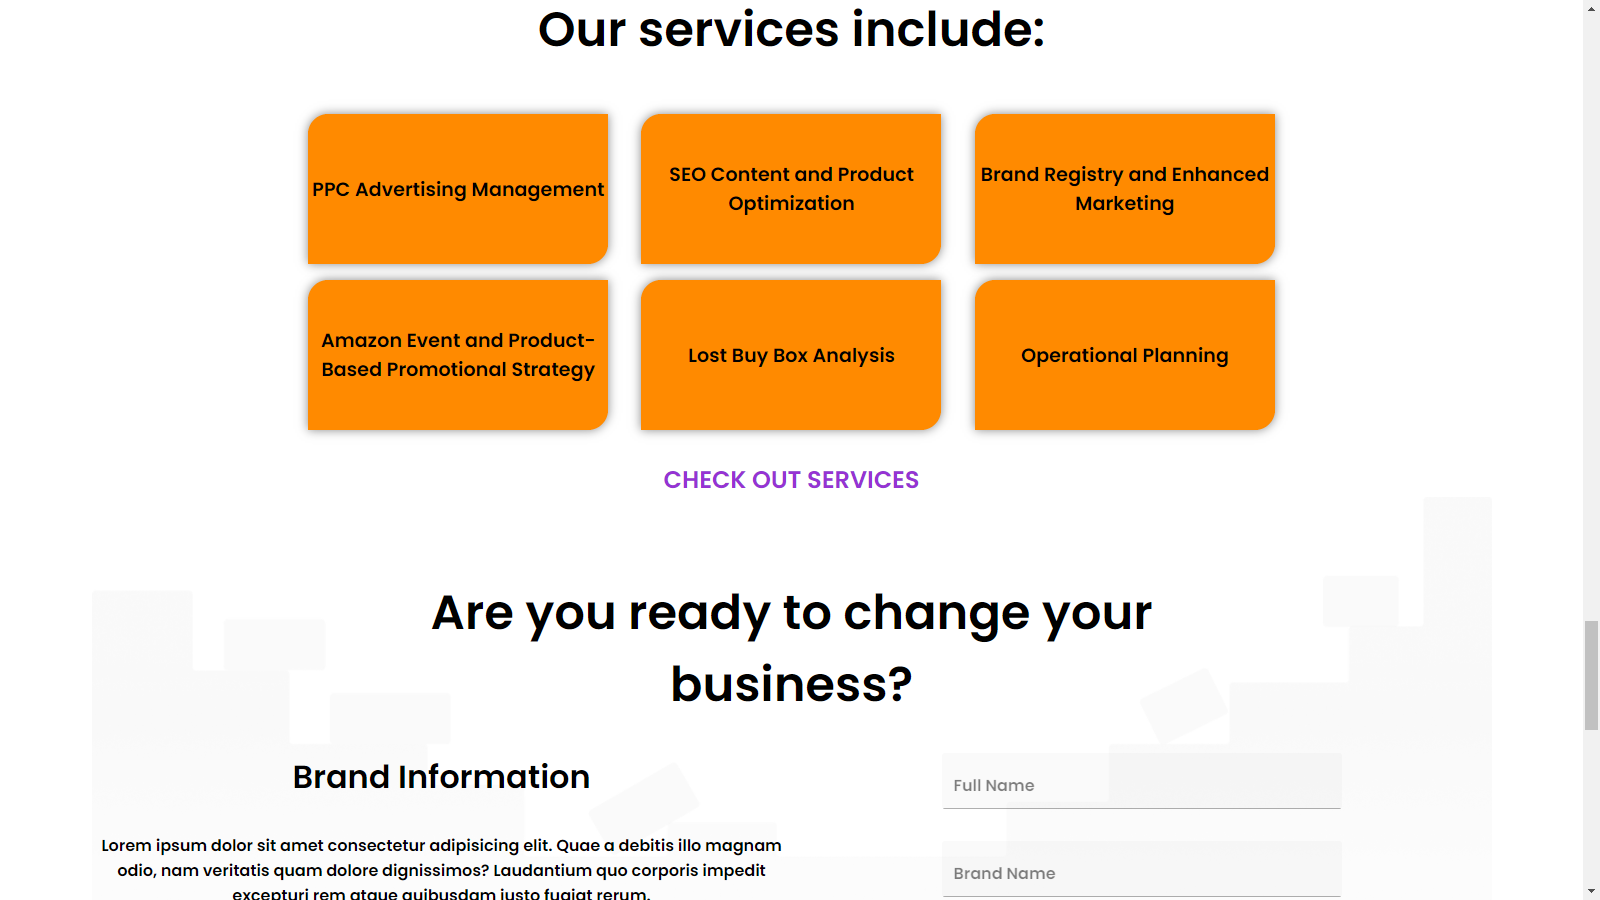 Our services include:
PPC Advertising Management
SEO Content and Product
Optimization
Brand Registry and Enhanced
Marketing
Amazon Event and Product-
Based Promotional Strategy
Lost Buy Box Analysis
Operational Planning
CHECK OUT SERVICES
Are you ready to change your
business?
Brand Information
Lorem ipsum dolor sit amet consectetur adipisicing elit. Quae a debitis illo magnam
odio, nam veritatis quam dolore dignissimos? Laudantium quo corporis impedit
excepturi rem atque quibusdam iusto fugiat rerum.
Full Name
Brand Name